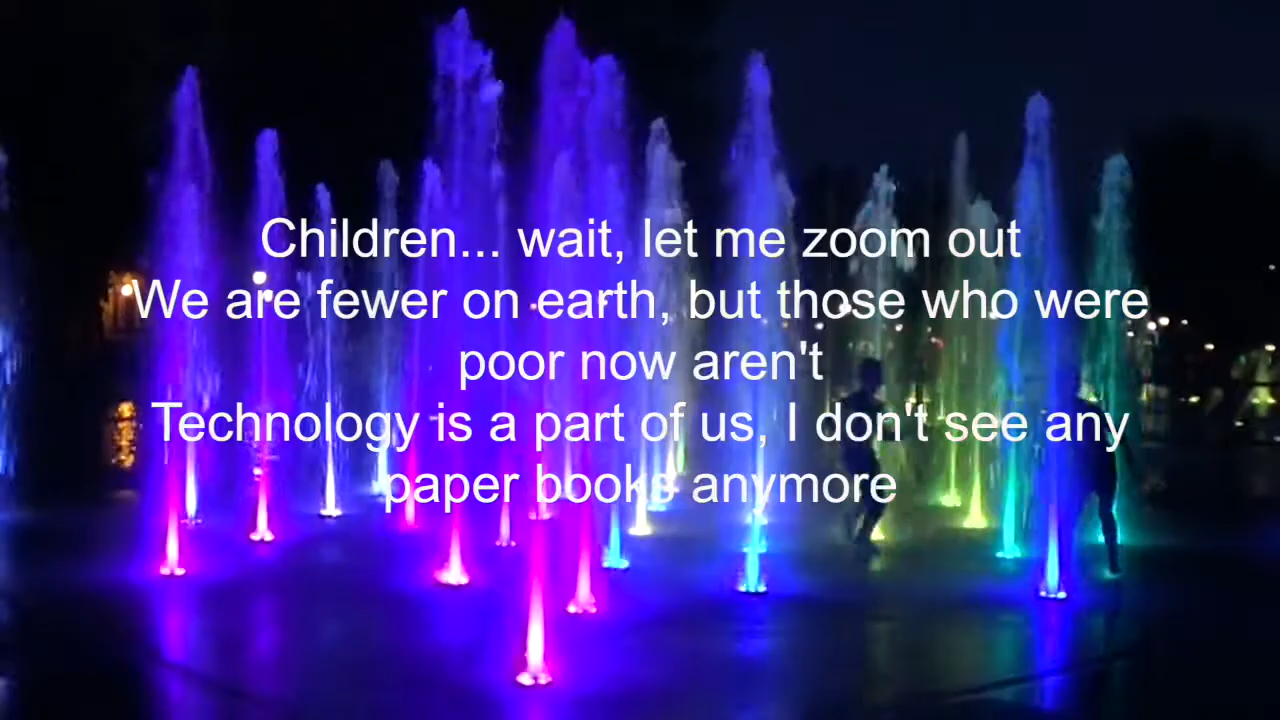 Children... wait, let me zoom out
We are fewer on earth, but those who were
poor now aren't
Technology is a part of us, I don't see any
paper books anymore